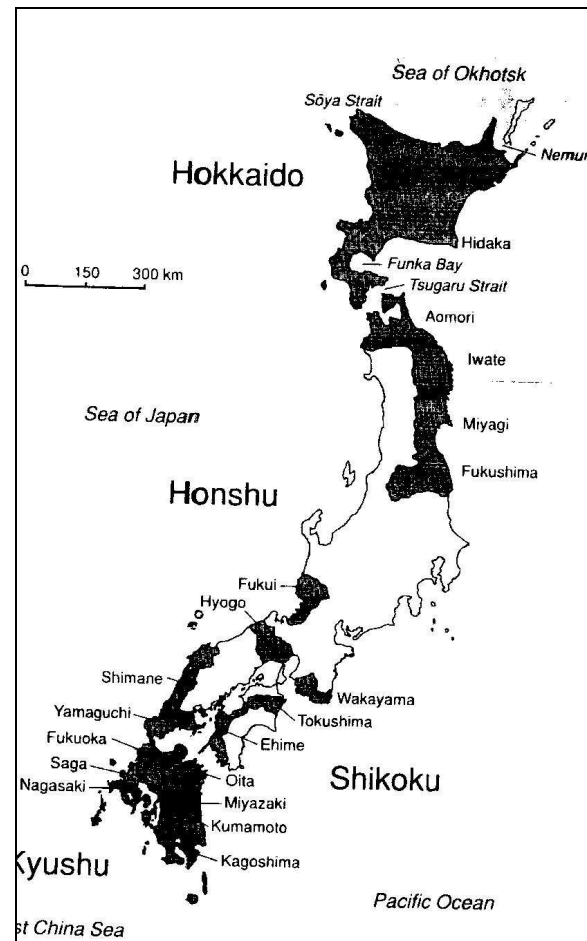 Sea of Okhotsk
Sōya Strait
Nemur
Hokkaido
Hidaka
0 150 300 km
Funka Bay
Tsugaru Strait
Aomori
Iwate
Sea of Japan
Miyagi
Fukushima
Honshu
Fukui
Hyogo
Shimane
Wakayama
Yamaguchi
Tokushima
Fukuoka
Ehime
Saga
Oita
Shikoku
Nagasaki
Miyazaki
Kumamoto
Kyushu
Kagoshima
Pacific Ocean
st China Sea